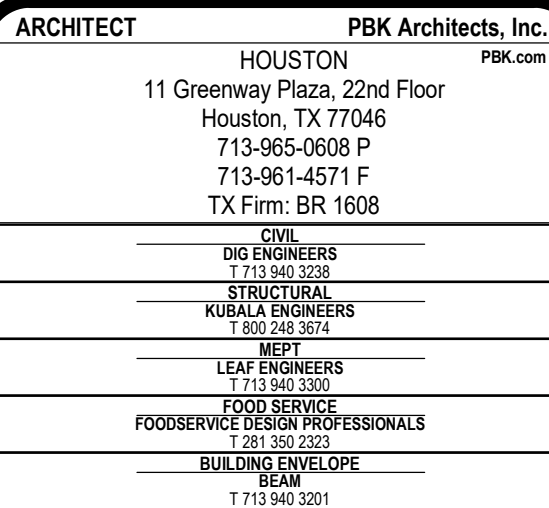 ARCHITECT PBK Architects, Inc.
HOUSTON PBK.com
11 Greenway Plaza, 22nd Floor
Houston, TX 77046
713-965-0608 P
713-961-4571 F
TX Firm: BR 1608
CIVIL
DIG ENGINEERS
T 713 940 3238
STRUCTURAL
KUBALA ENGINEERS
T 800 248 3674
MEPT
LEAF ENGINEERS
T 713 940 3300
FOOD SERVICE
FOODSERVICE DESIGN PROFESSIONALS
T 281 350 2323
BUILDING ENVELOPE
BEAM
T 713 940 3201